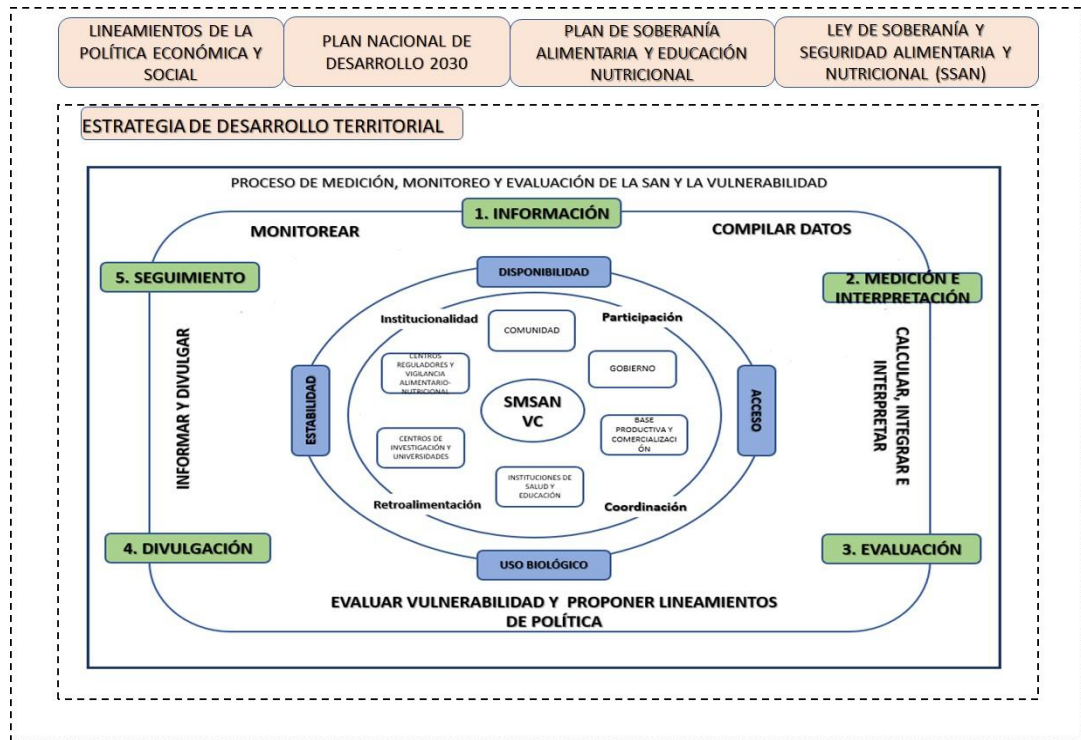 LINEAMIENTOS DE LA
POLÍTICA ECONÓMICA Y
SOCIAL
PLAN NACIONAL DE
DESARROLLO 2030
PLAN DE SOBERANÍA
ALIMENTARIA Y EDUCACIÓN
NUTRICIONAL
LEY DE SOBERANÍA Y
SEGURIDAD ALIMENTARIA Y
NUTRICIONAL (SSAN)
ESTRATEGIA DE DESARROLLO TERRITORIAL
PROCESO DE MEDICIÓN, MONITOREO Y EVALUACIÓN DE LA SAN Y LA VULNERABILIDAD
1. INFORMACIÓN
MONITOREAR
COMPILAR DATOS
5. SEGUIMIENTO
DISPONIBILIDAD
2. MEDICIÓN E
INTERPRETACIÓN
Institucionalidad
Participación
COMUNIDAD
CENTROS
REGULADORES Y
VIGILANCIA
ALIMENTARIO-
NUTRICIONAL
GOBIERNO
INFORMAR Y DIVULGAR
ESTABILIDAD
SMSAN
VC
ACCESO
CALCULAR, INTEGRAR E
INTERPRETAR
BASE
PRODUCTIVA Y
COMERCIALIZACI
ÓN
CENTROS DE
INVESTIGACIÓN Y
UNIVERSIDADES
INSTITUCIONES DE
SALUD Y
EDUCACIÓN
Retroalimentación
Coordinación
4. DIVULGACIÓN
3. EVALUACIÓN
USO BIOLÓGICO
EVALUAR VULNERABILIDAD Y PROPONER LINEAMIENTOS
DE POLÍTICA